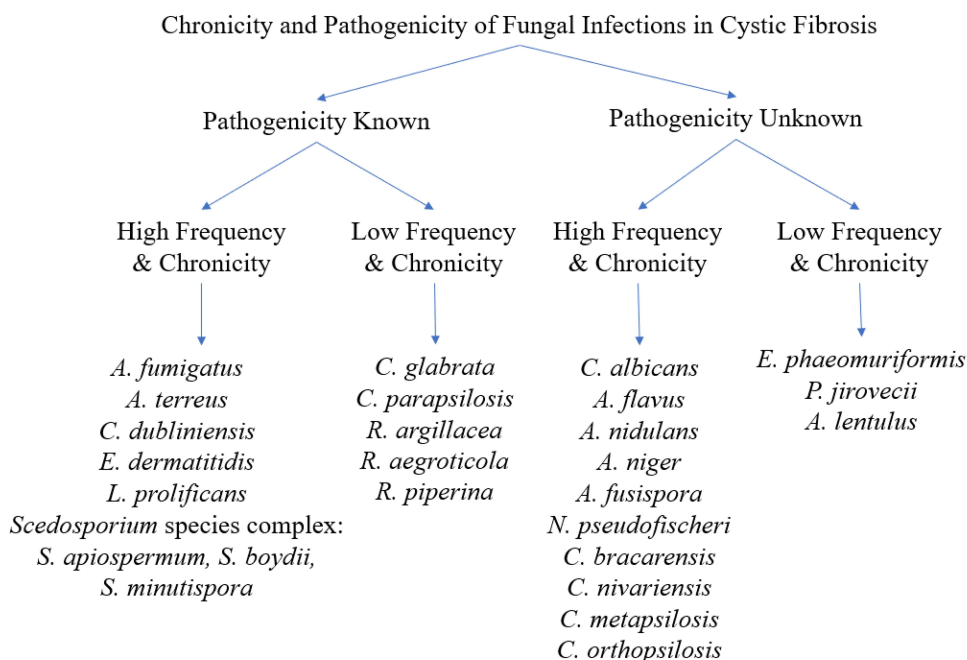 Chronicity and Pathogenicity of Fungal Infections in Cystic Fibrosis
Pathogenicity Known
Pathogenicity Unknown
High Frequency
& Chronicity
Low Frequency
& Chronicity
High Frequency
& Chronicity
Low Frequency
& Chronicity
A. fumigatus
A. terreus
C. dubliniensis
E. dermatitidis
L. prolificans
Scedosporium species complex:
S. apiospermum, S. boydii,
S. minutispora
C. glabrata
C. parapsilosis
R. argillacea
R. aegroticola
R. piperina
C. albicans
A. flavus
A. nidulans
A. niger
A. fusispora
N. pseudofischeri
C. bracarensis
C. nivariensis
C. metapsilosis
C. orthopsilosis
E. phaeomuriformis
P. jirovecii
A. lentulus